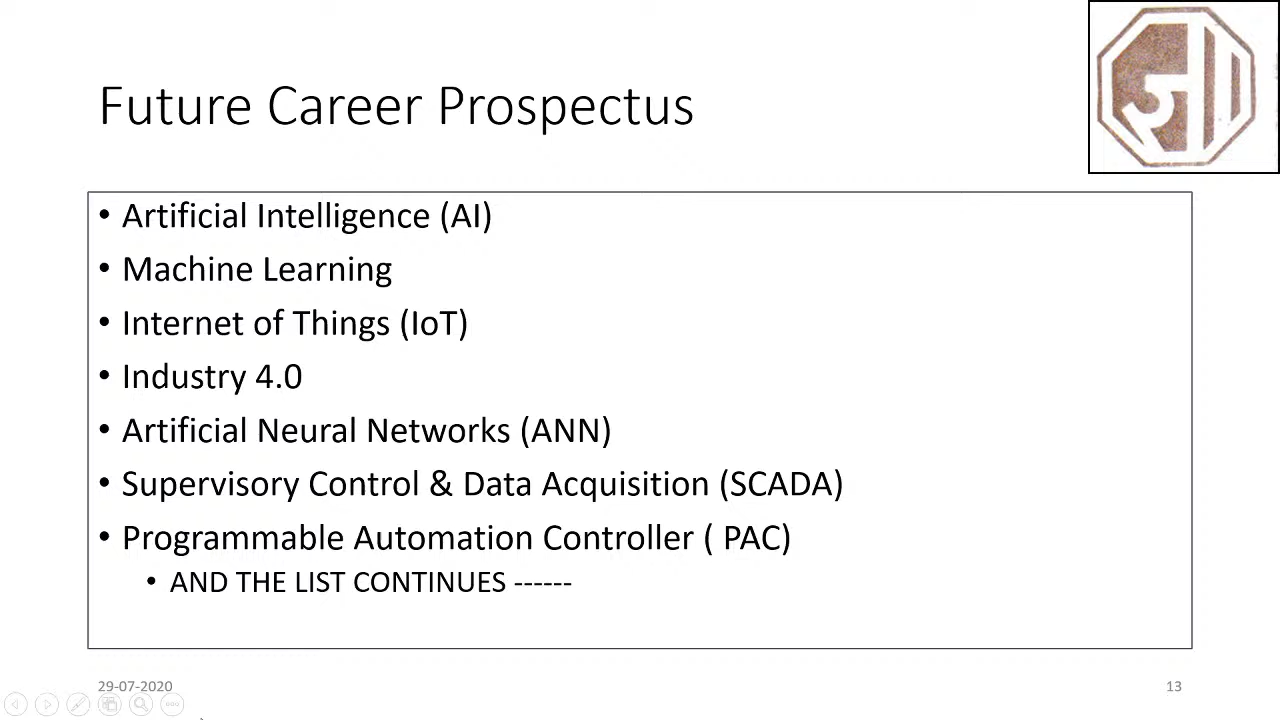 Future Career Prospectus
• Artificial Intelligence (AI)
• Machine Learning
• Internet of Things (IoT)
• Industry 4.0
• Artificial Neural Networks (ANN)
• Supervisory Control & Data Acquisition (SCADA)
• Programmable Automation Controller ( PAC)
• AND THE LIST CONTINUES ------
29-07-2020
13